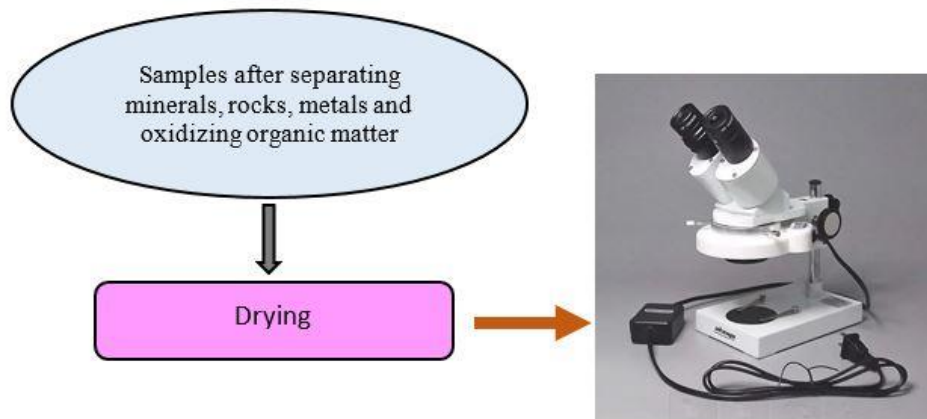 Samples after separating
minerals, rocks, metals and
oxidizing organic matter
Drying